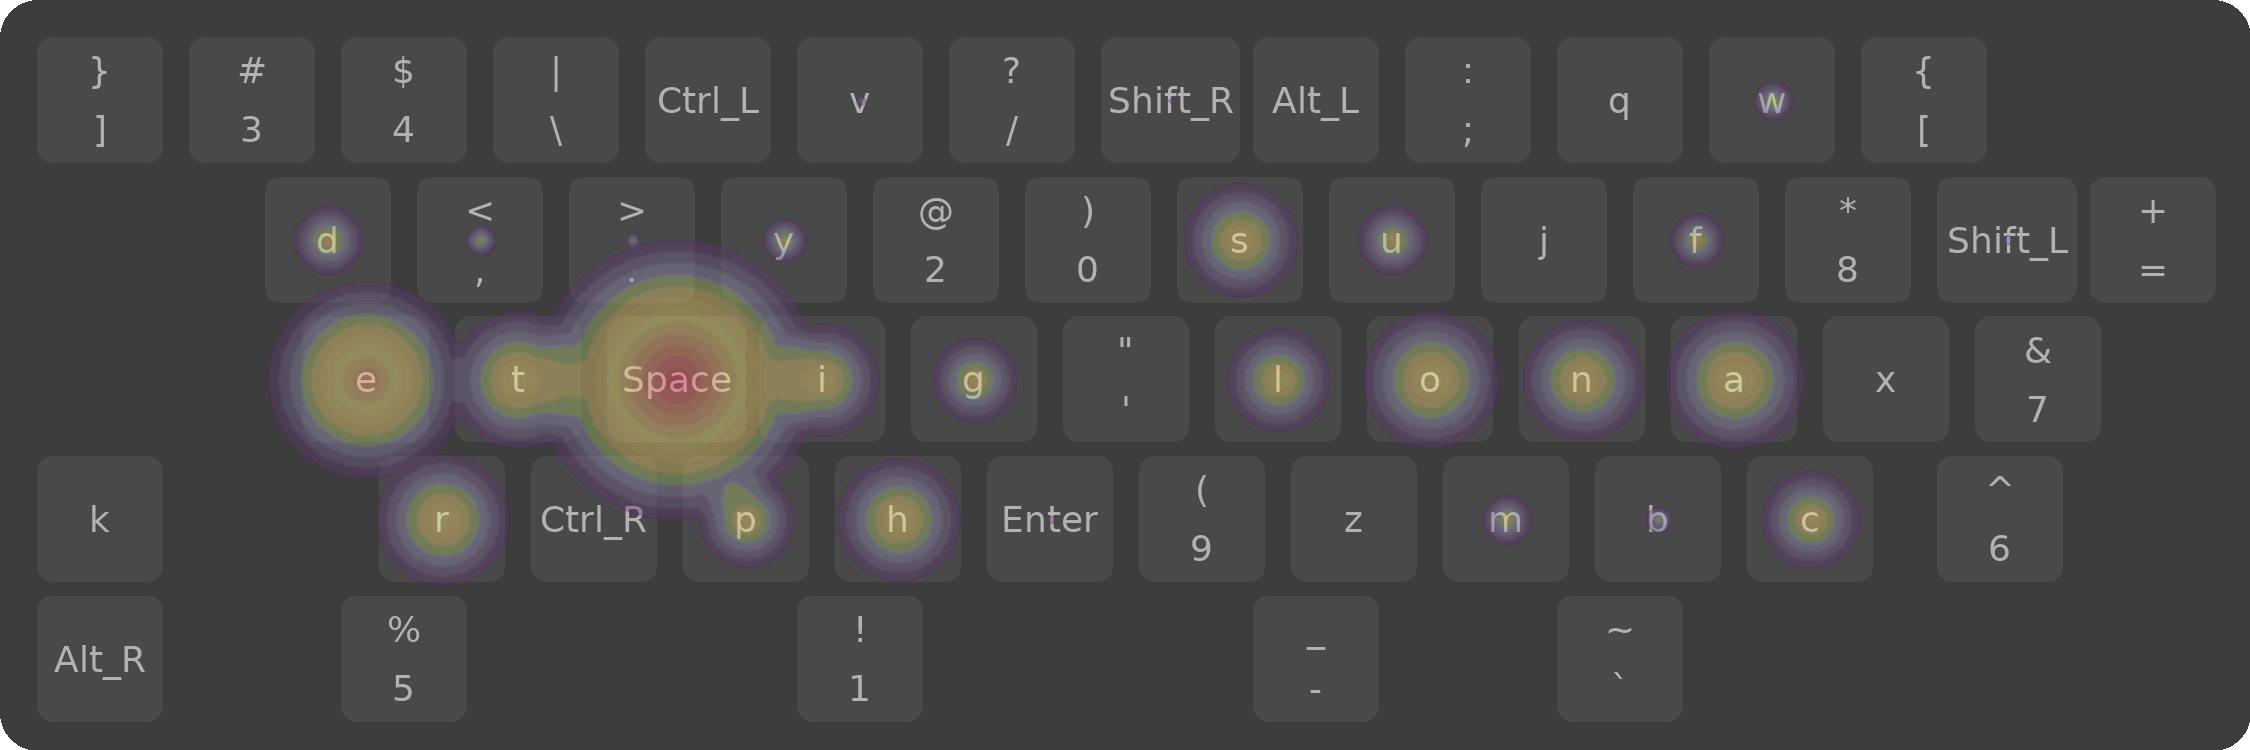 } # $ | ? : {
] 3 4 \ Ctrl_L v / Shift_R Alt_L ; q w [
< > @ ) * +
d , . y 2 0 s u j f 8 Shift_L =
" &
e t Space i g ' l o n a x 7
( ^
k r Ctrl_R p h Enter 9 z m b c 6
% ! _ ~
Alt_R 5 1 - `